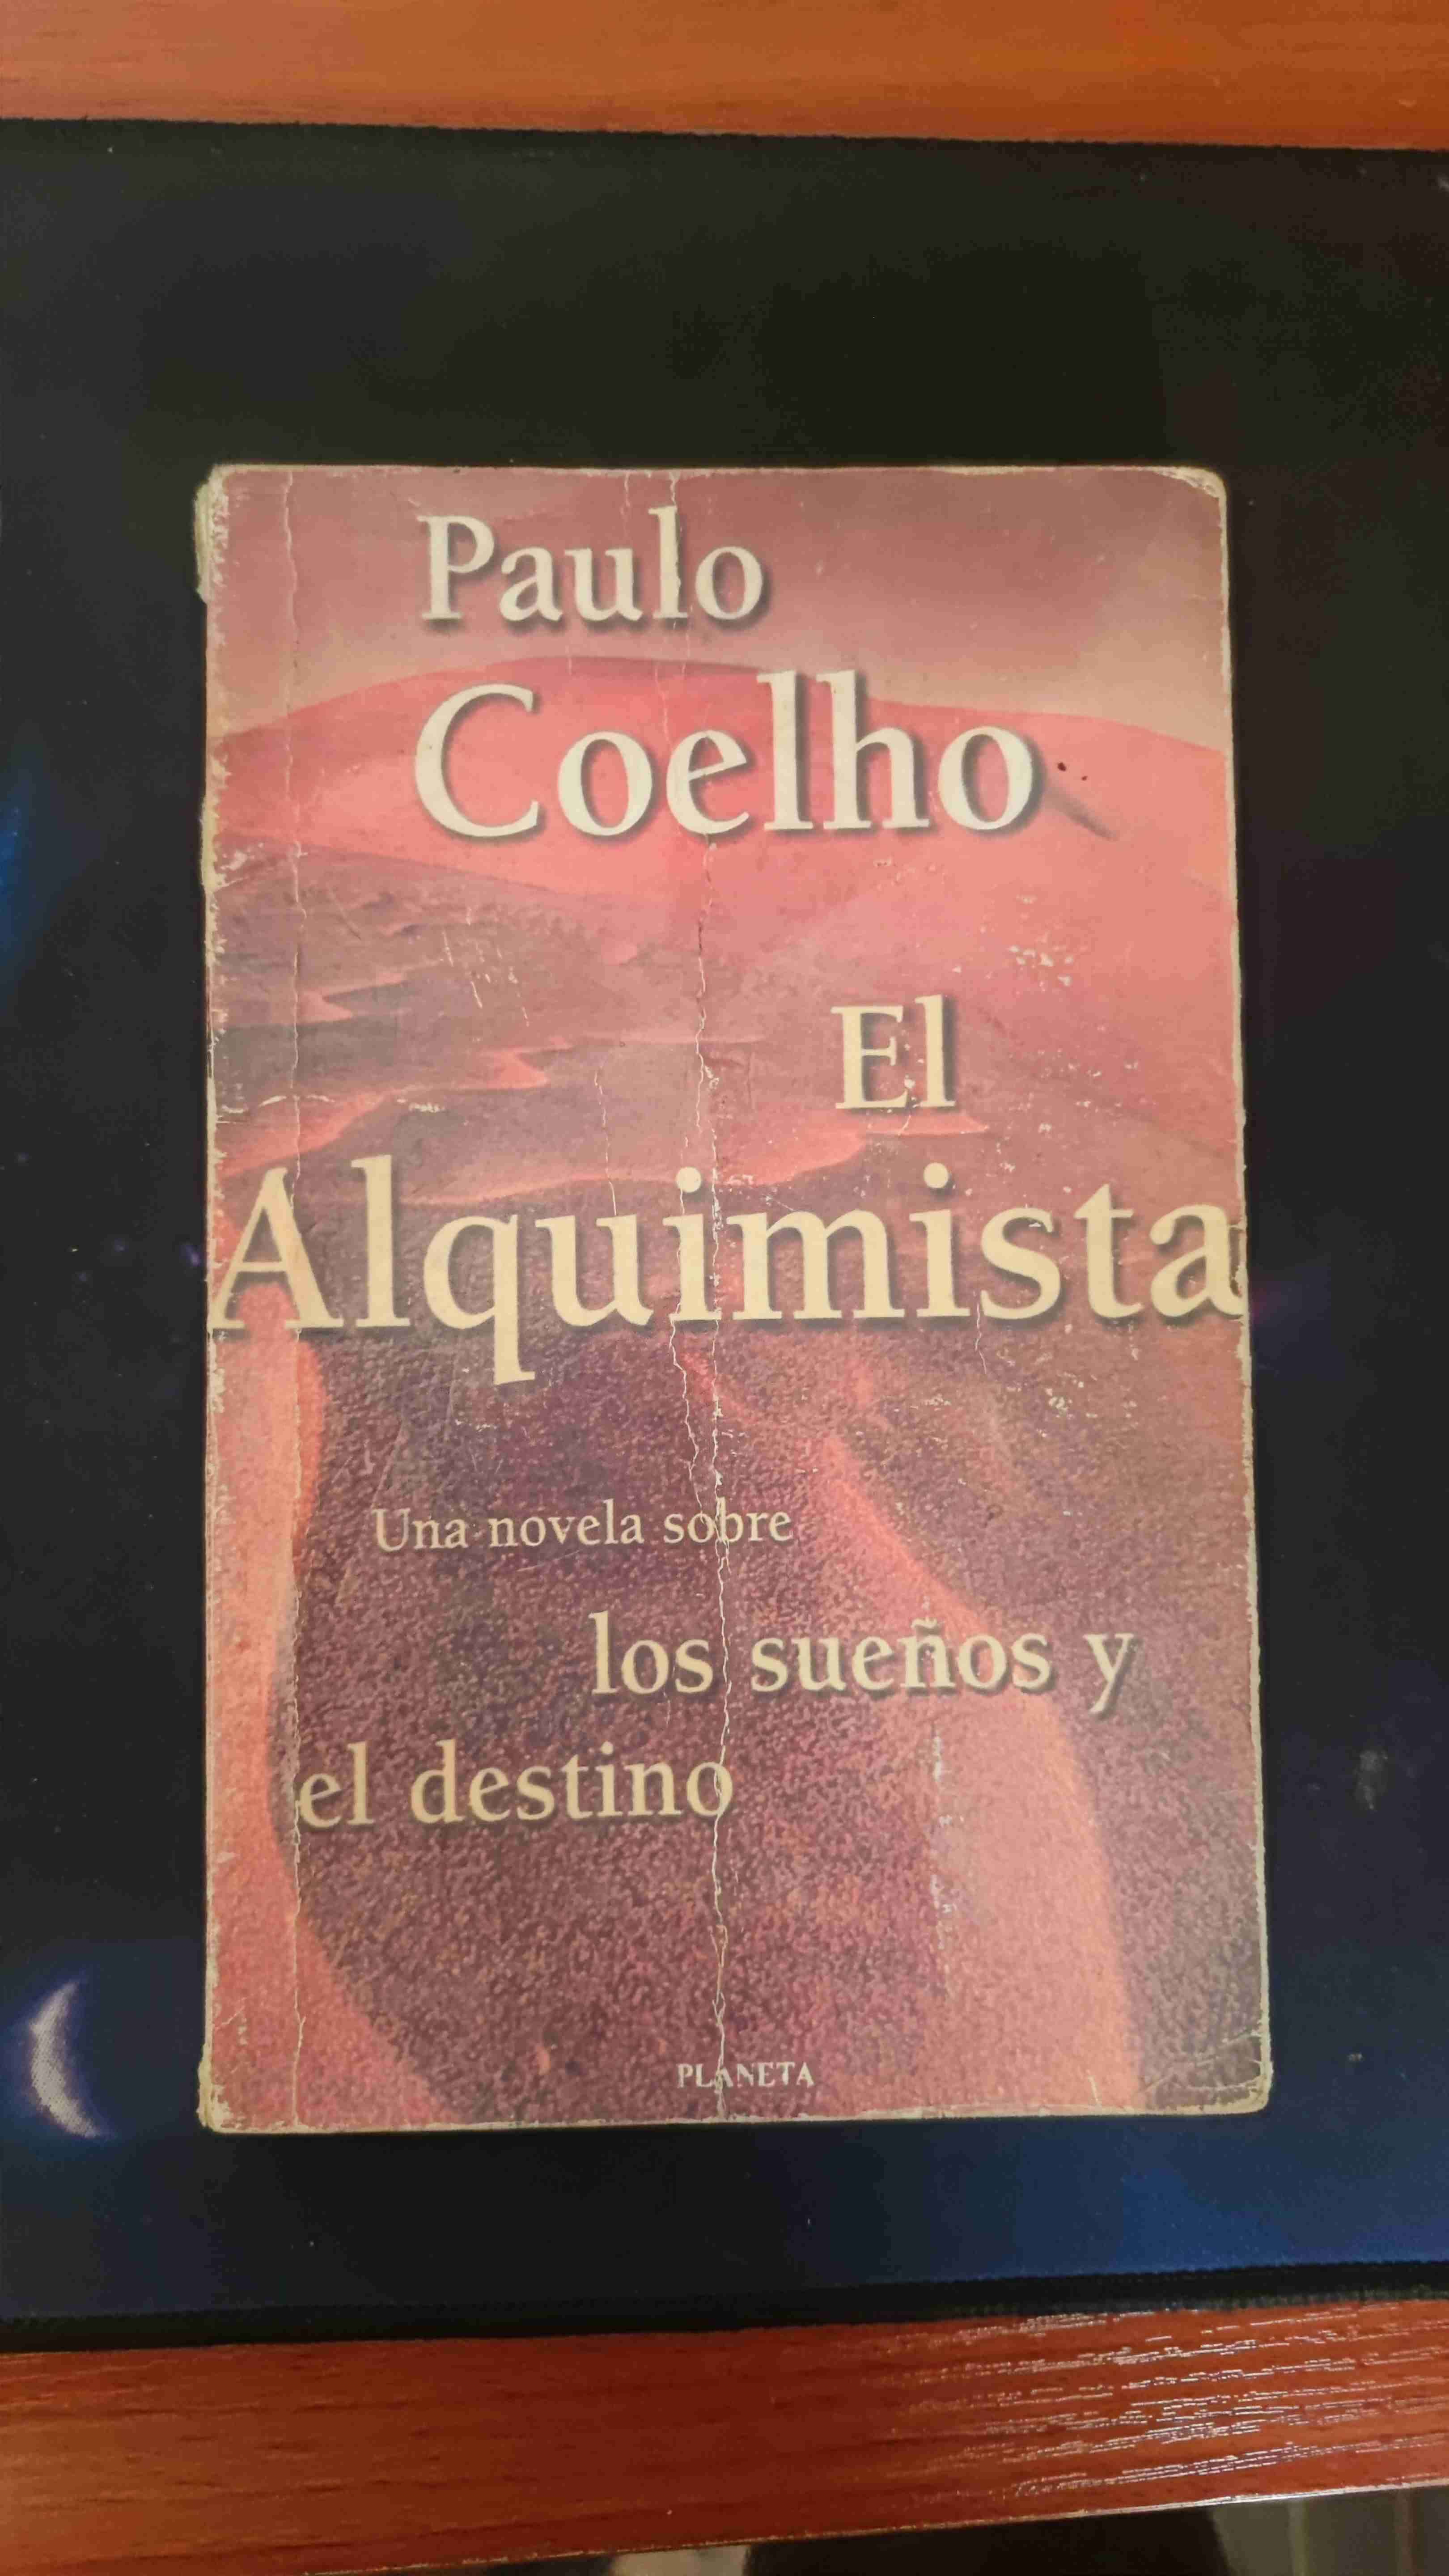 Paulo
Coelho
El
Alquimista
Una novela sobre
los sueños y
el destino
PLANETA